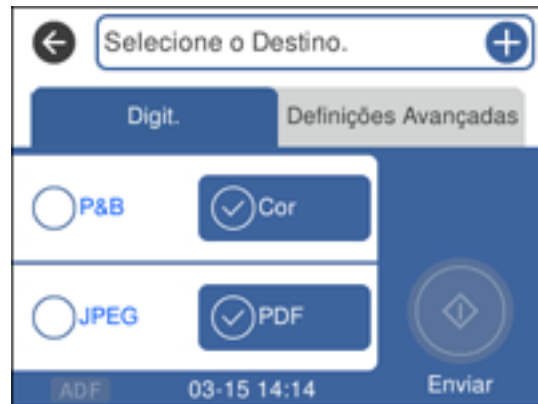 Selecione o Destino.
Digit. Definições Avançadas
P&B Cor
JPEG PDF
ADF 03-15 14:14 Enviar